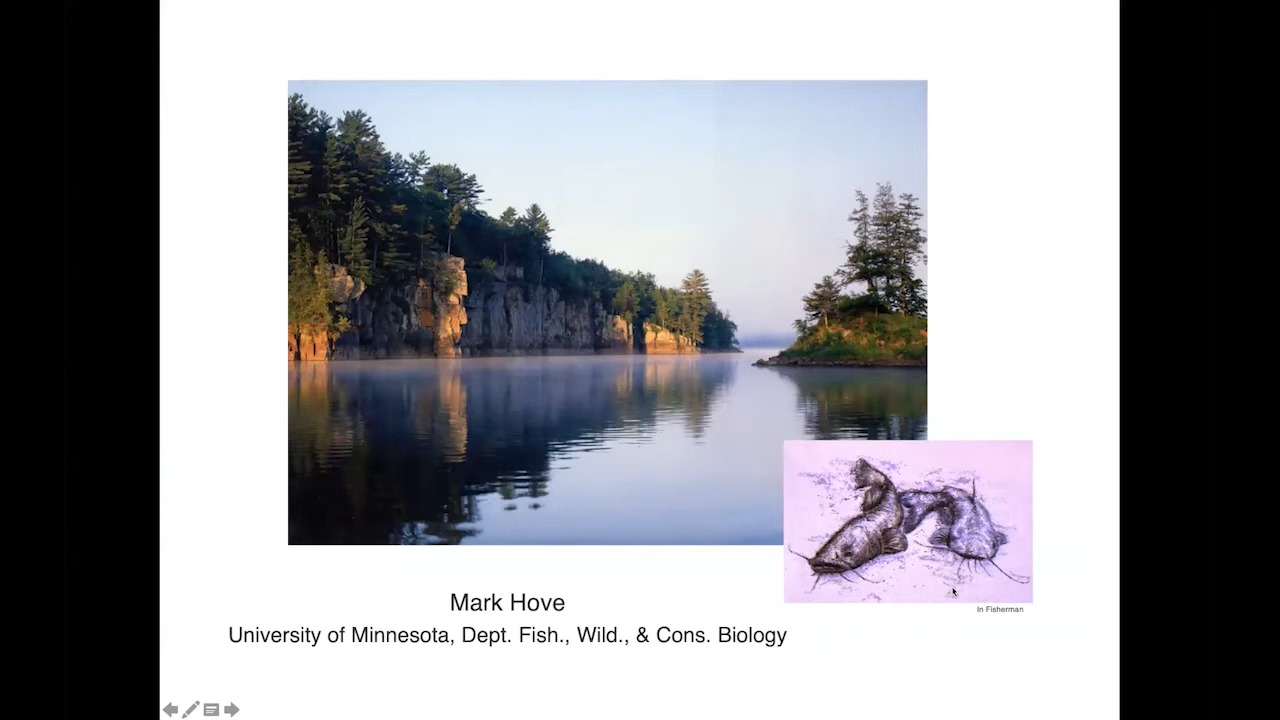 In Fisherman
Mark Hove
University of Minnesota, Dept. Fish., Wild., & Cons. Biology